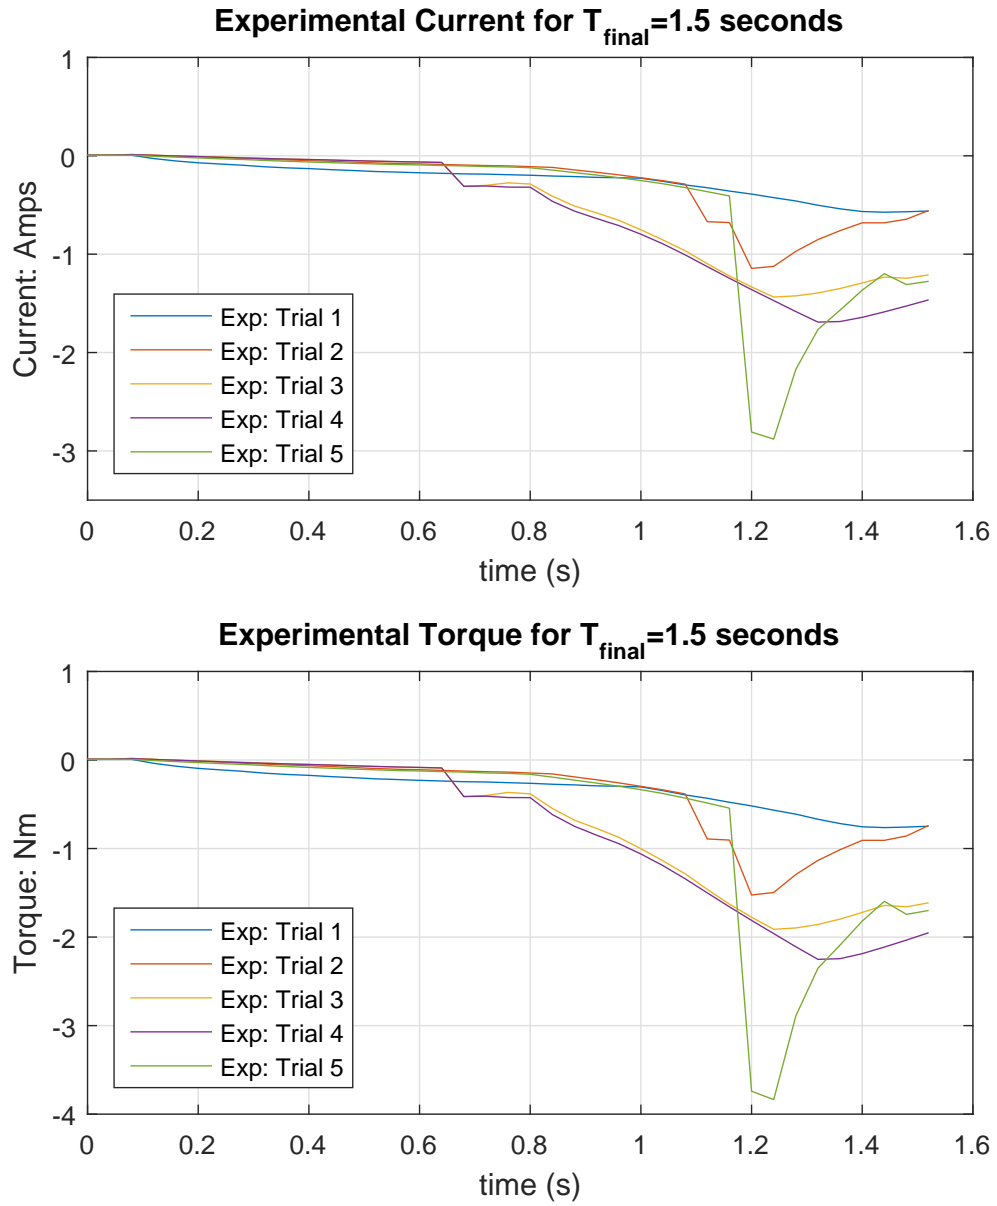 Experimental Current for T_final=1.5 seconds
1
0
-1
-2
-3
Current: Amps
Exp: Trial 1
Exp: Trial 2
Exp: Trial 3
Exp: Trial 4
Exp: Trial 5
0 0.2 0.4 0.6 0.8 1 1.2 1.4 1.6
time (s)
Experimental Torque for T_final=1.5 seconds
1
0
-1
-2
-3
-4
Torque: Nm
Exp: Trial 1
Exp: Trial 2
Exp: Trial 3
Exp: Trial 4
Exp: Trial 5
0 0.2 0.4 0.6 0.8 1 1.2 1.4 1.6
time (s)